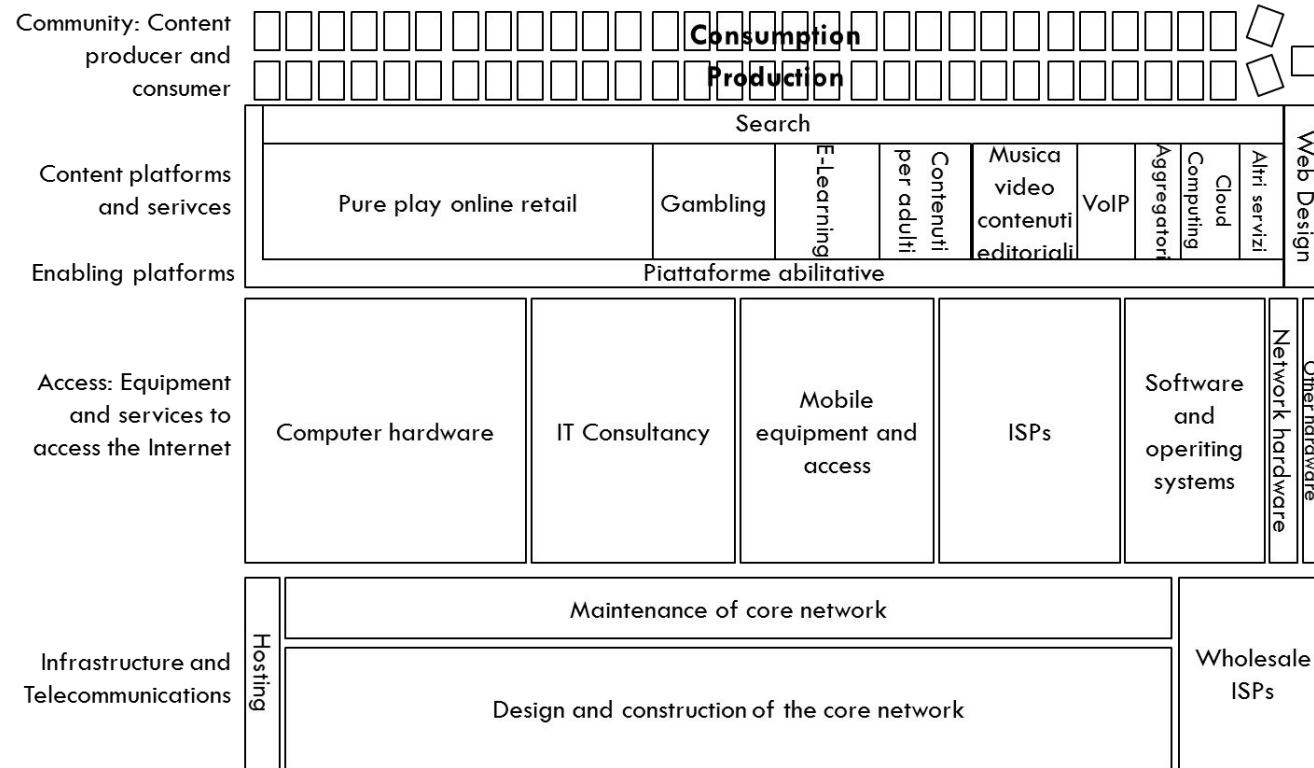 Community: Content
producer and
consumer
Consumption
Production
Content platforms
and serivces
Enabling platforms
Search
Pure play online retail
Gambling
E-Learning
Contenuti
per adulti
Musica
video
contenuti
editoriali
VoIP
Aggregatori
Cloud
Computing
Altri servizi
Web Design
Piattaforme abilitative
Access: Equipment
and services to
access the Internet
Computer hardware
IT Consultancy
Mobile
equipment and
access
ISPs
Software
and
operiting
systems
Network hardware
Other hardware
Infrastructure and
Telecommunications
Hosting
Maintenance of core network
Design and construction of the core network
Wholesale
ISPs